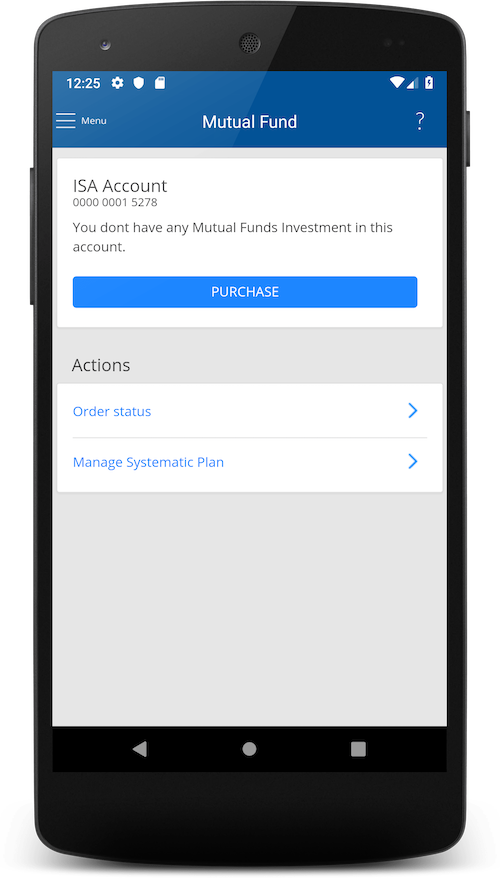 12:25
Menu
Mutual Fund
?
ISA Account
0000 0001 5278
You dont have any Mutual Funds Investment in this
account.
PURCHASE
Actions
Order status
Manage Systematic Plan